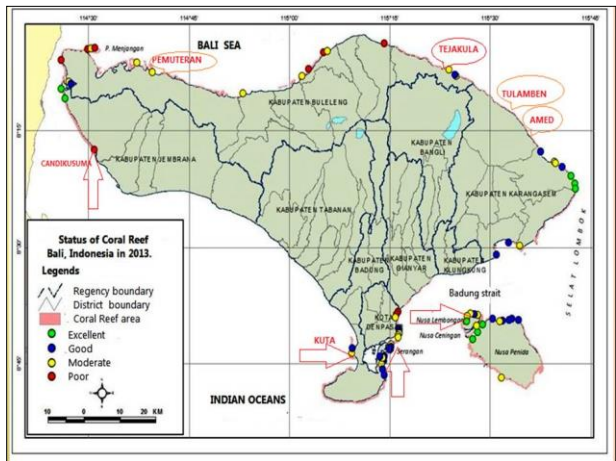 114°30'
115°00'
115°15'
115°30'
115°45'
P. Menjangan
BALI SEA
PEMUTERAN
TEJAKULA
TULAMBEN
AMED
KABUPATEN BULELENG
8°15'
CANDIKUSUMA
KABUPATEN JEMBRANA
KABUPATEN BANGLI
KABUPATEN KARANGASEM
KABUPATEN TABANAN
KABUPATEN BADUNG
KABUPATEN GIANYAR
KABUPATEN KLUNGKUNG
SELAT LOMBOK
Status of Coral Reef
Bali, Indonesia in 2013.
Legends
Regency boundary
District boundary
Coral Reef area
Excellent
Good
Moderate
Poor
10 0 10 20 KM
8°30'
Badung strait
KOTA DENPASAR
Nusa Lembongan
Nusa Ceningan
Nusa Penida
KUTA
8°45'
INDIAN OCEANS